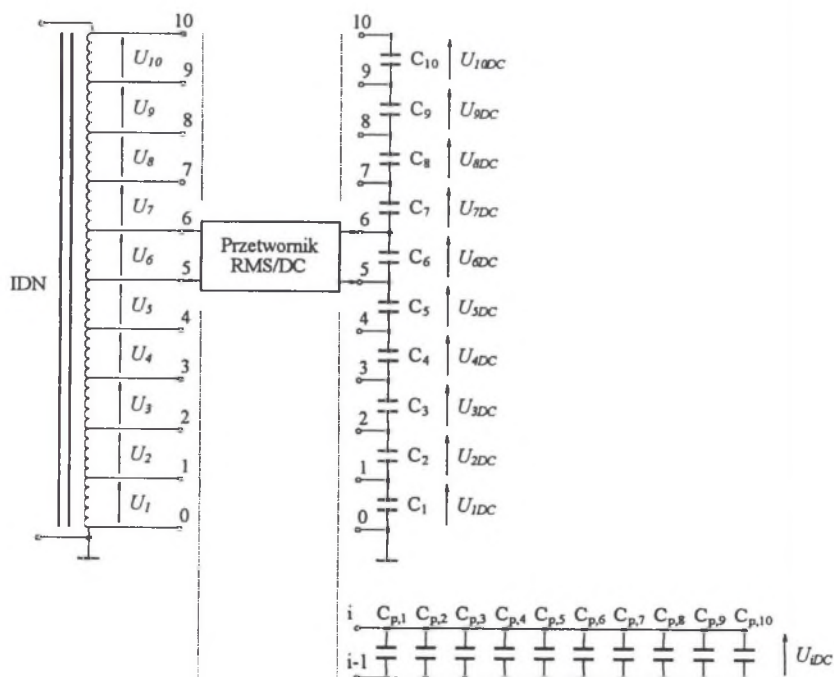 IDN
10
9
8
7
6
5
4
3
2
1
0
U10
U9
U8
U7
U6
U5
U4
U3
U2
U1
Przetwornik
RMS/DC
10
9
8
7
6
5
4
3
2
1
0
C10
C9
C8
C7
C6
C5
C4
C3
C2
C1
U10DC
U9DC
U8DC
U7DC
U6DC
U5DC
U4DC
U3DC
U2DC
U1DC
i Cp,1 Cp,2 Cp,3 Cp,4 Cp,5 Cp,6 Cp,7 Cp,8 Cp,9 Cp,10
i-1
UiDC